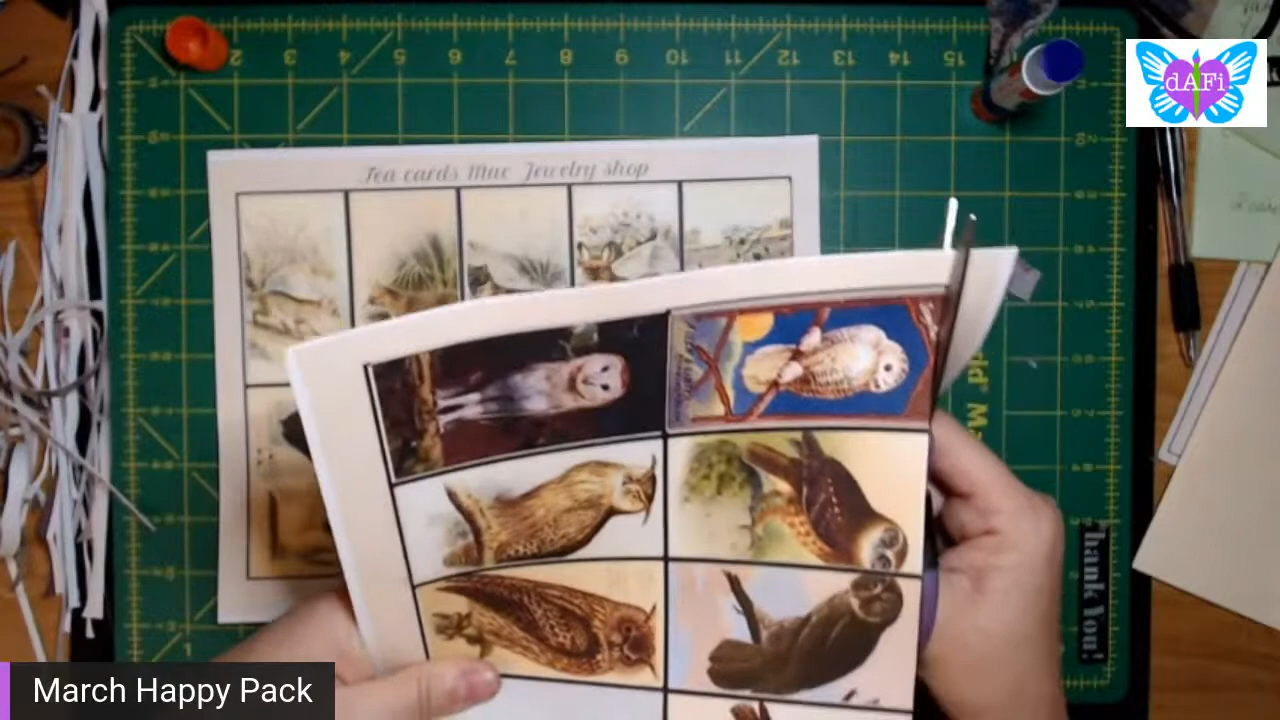 2 3 4 5 6 7 8 9 10 11 12 13 14 15
dAFi
Tea cards Mac Jewelry shop
Thank You!
March Happy Pack